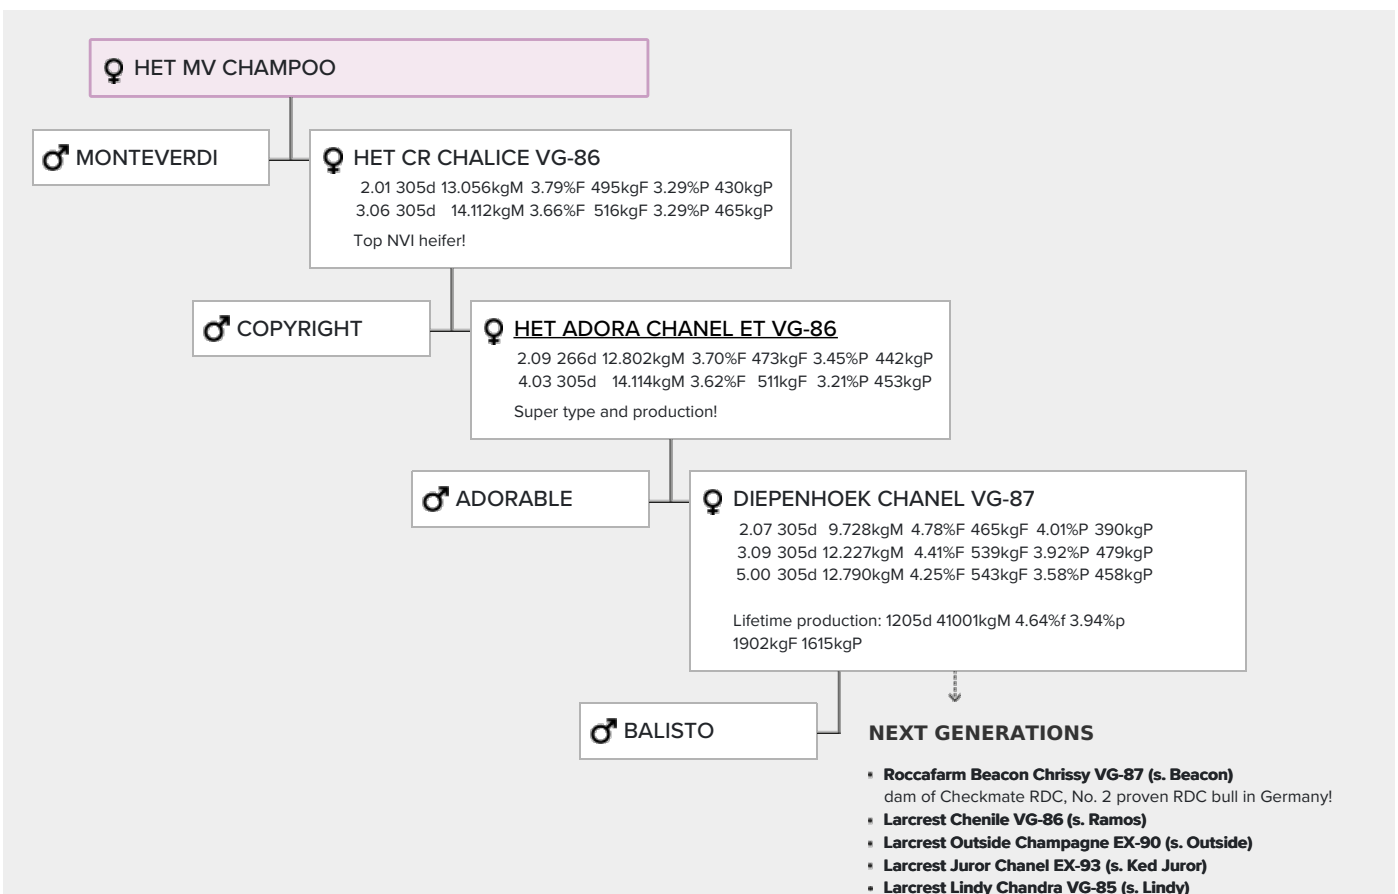 HET MV CHAMPOO
MONTEVERDI
HET CR CHALICE VG-86
2.01 305d 13.056kgM 3.79%F 495kgF 3.29%P 430kgP
3.06 305d 14.112kgM 3.66%F 516kgF 3.29%P 465kgP
Top NVI heifer!
COPYRIGHT
HET ADORA CHANEL ET VG-86
2.09 266d 12.802kgM 3.70%F 473kgF 3.45%P 442kgP
4.03 305d 14.114kgM 3.62%F 511kgF 3.21%P 453kgP
Super type and production!
ADORABLE
DIEPENHOEK CHANEL VG-87
2.07 305d 9.728kgM 4.78%F 465kgF 4.01%P 390kgP
3.09 305d 12.227kgM 4.41%F 539kgF 3.92%P 479kgP
5.00 305d 12.790kgM 4.25%F 543kgF 3.58%P 458kgP
Lifetime production: 1205d 41001kgM 4.64%f 3.94%p
1902kgF 1615kgP
BALISTO
NEXT GENERATIONS
Roccafarm Beacon Chrissy VG-87 (s. Beacon)
dam of Checkmate RDC, No. 2 proven RDC bull in Germany!
Larcrest Chenile VG-86 (s. Ramos)
Larcrest Outside Champagne EX-90 (s. Outside)
Larcrest Juror Chanel EX-93 (s. Ked Juror)
Larcrest Lindy Chandra VG-85 (s. Lindy)